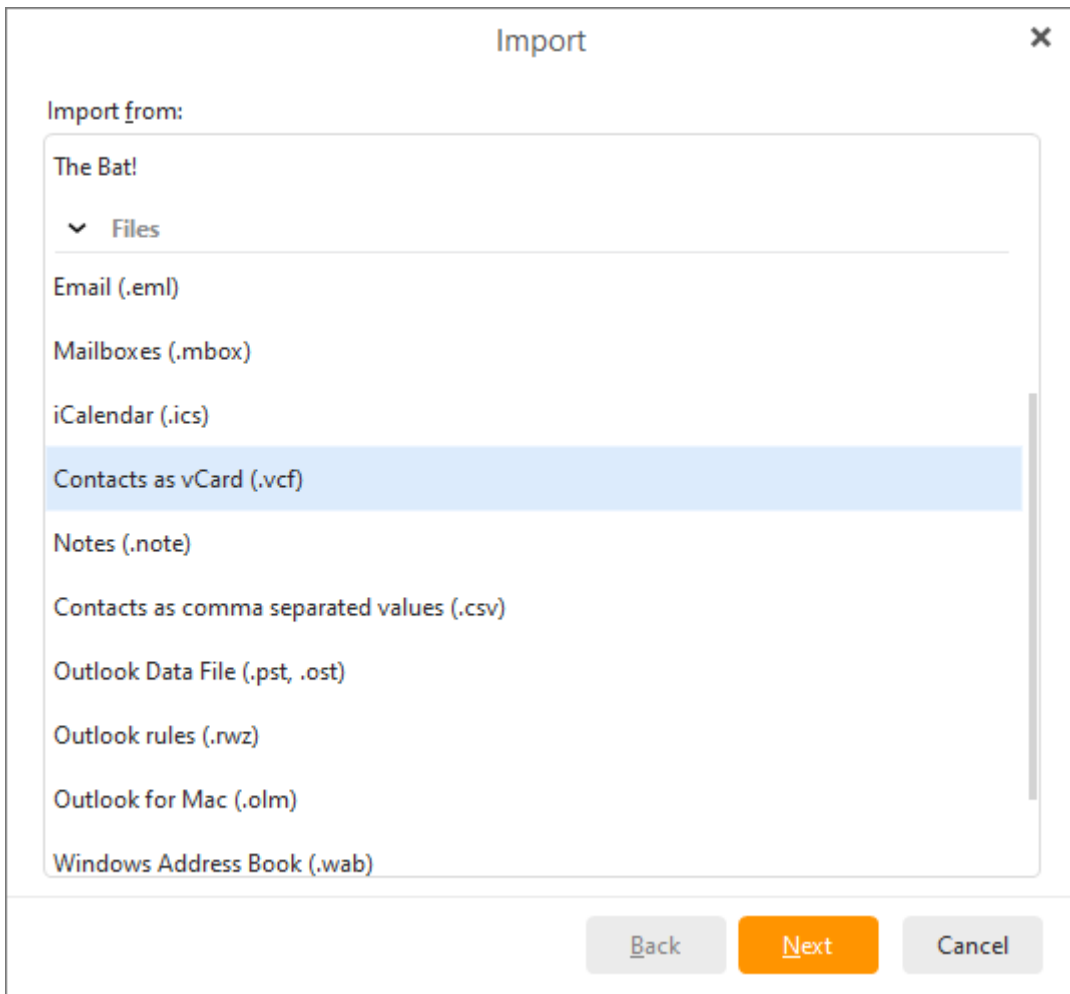 Import
Import from:
The Bat!
Files
Email (.eml)
Mailboxes (.mbox)
iCalendar (.ics)
Contacts as vCard (.vcf)
Notes (.note)
Contacts as comma separated values (.csv)
Outlook Data File (.pst, .ost)
Outlook rules (.rwz)
Outlook for Mac (.olm)
Windows Address Book (.wab)
Back Next Cancel